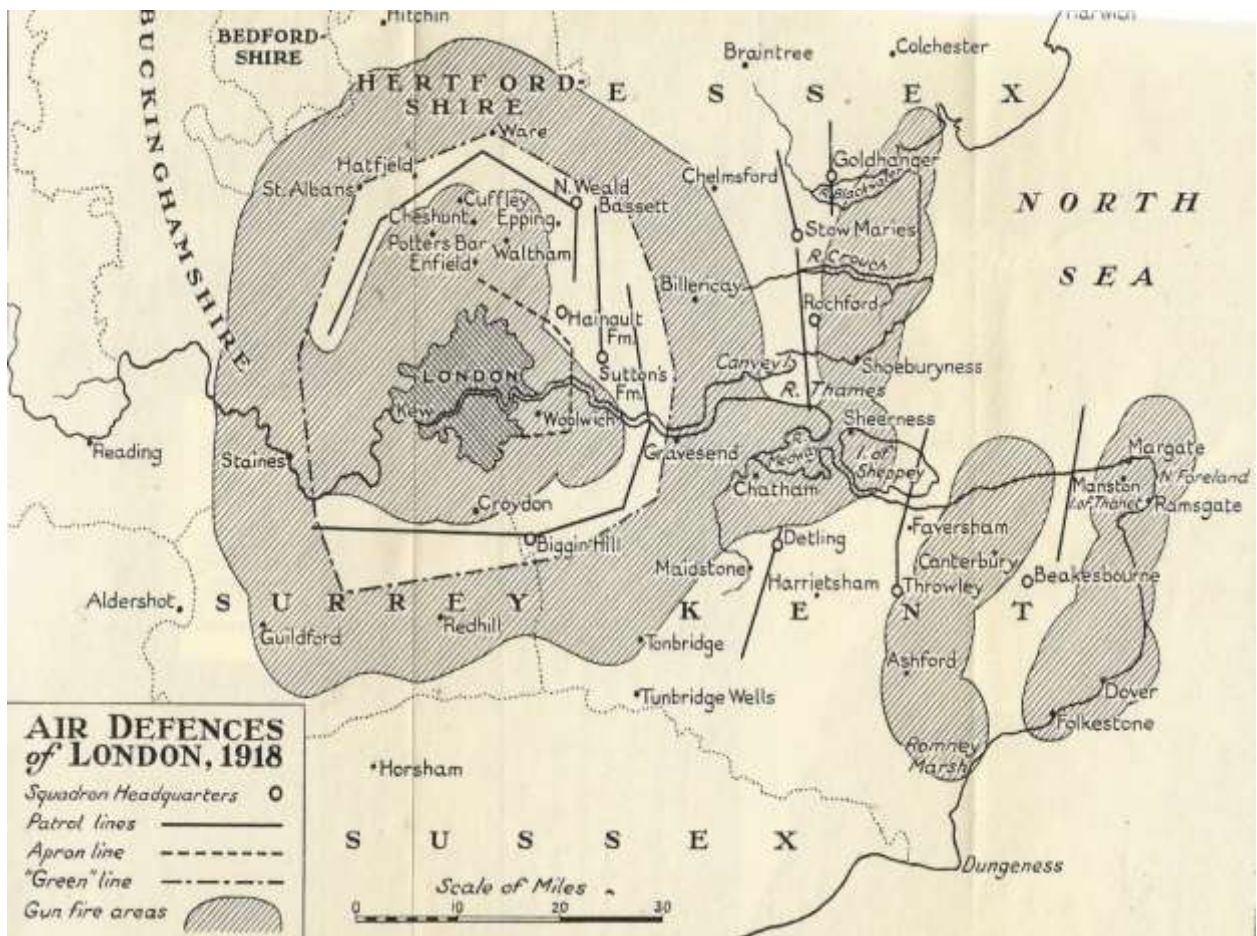 Hitchin
Harwich
BUCKINGHAMSHIRE
BEDFORD-
SHIRE
Braintree
Colchester
HERTFORD-
SHIRE
ESSEX
Ware
Hatfield
St. Albans
Goldhanger
R. Blackwater
Chelmsford
N. Weald
Bassett
Cuffley
Cheshunt
Epping
Potters Bar
Waltham
Enfield
Stow Maries
NORTH
SEA
R. Crouch
Billericay
Rochford
Hainault
Fm.
Sutton's
Fm.
LONDON
Canvey I.
Shoeburyness
R. Thames
Kew
Woolwich
Sheerness
Reading
Staines
Gravesend
R.
Medway
I. of
Sheppey
Margate
N. Foreland
Manston
I. of Thanet
Ramsgate
Chatham
Croydon
Faversham
Biggin Hill
Detling
Canterbury
Maidstone
Harrietsham
Throwley
Beakesbourne
Aldershot
SURREY
KENT
Guildford
Redhill
Tonbridge
Ashford
Tunbridge Wells
Dover
Folkestone
AIR DEFENCES
of LONDON, 1918
Squadron Headquarters
Patrol lines
Apron line
"Green" line
Gun fire areas
Romney
Marsh
Horsham
SUSSEX
Dungeness
Scale of Miles
0 10 20 30